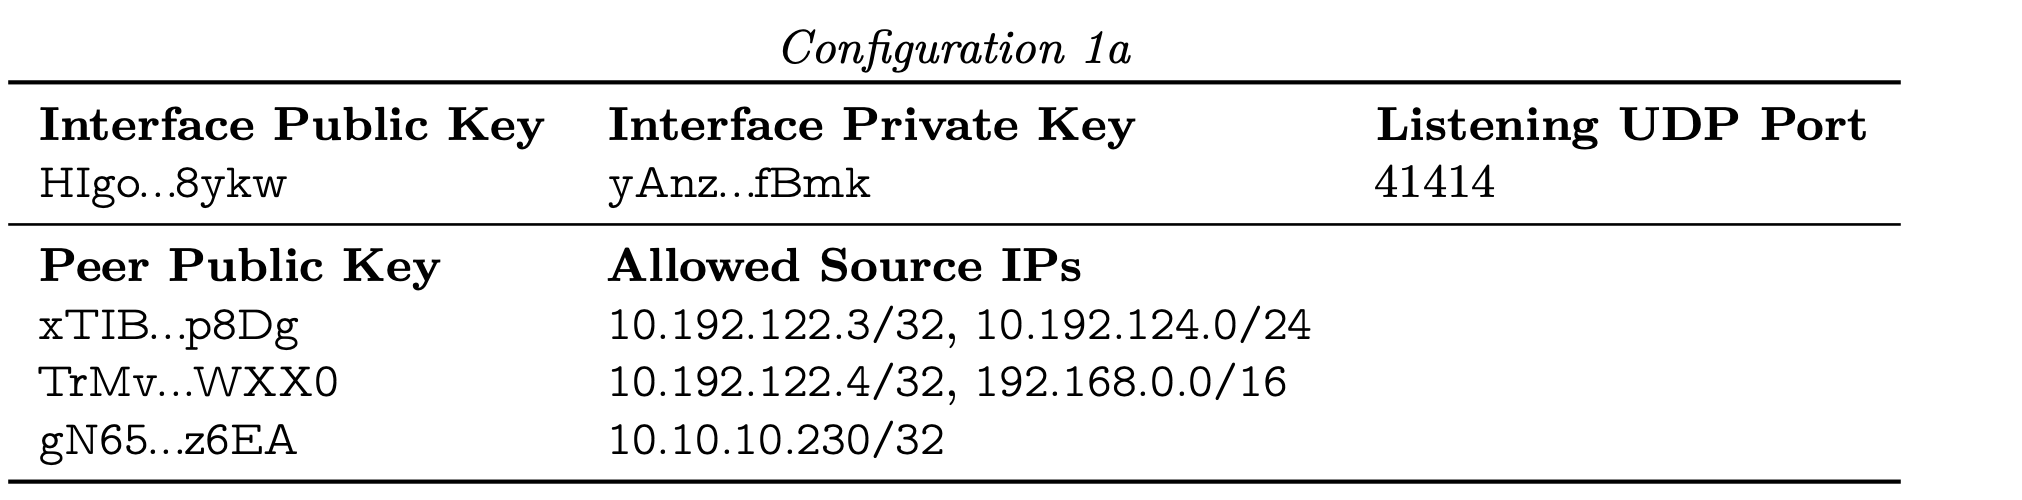 Configuration 1a
Interface Public Key Interface Private Key Listening UDP Port
HIgo...8ykw yAnz...fBmk 41414
Peer Public Key Allowed Source IPs
xTIB...p8Dg 10.192.122.3/32, 10.192.124.0/24
TrMv...WXX0 10.192.122.4/32, 192.168.0.0/16
gN65...z6EA 10.10.10.230/32